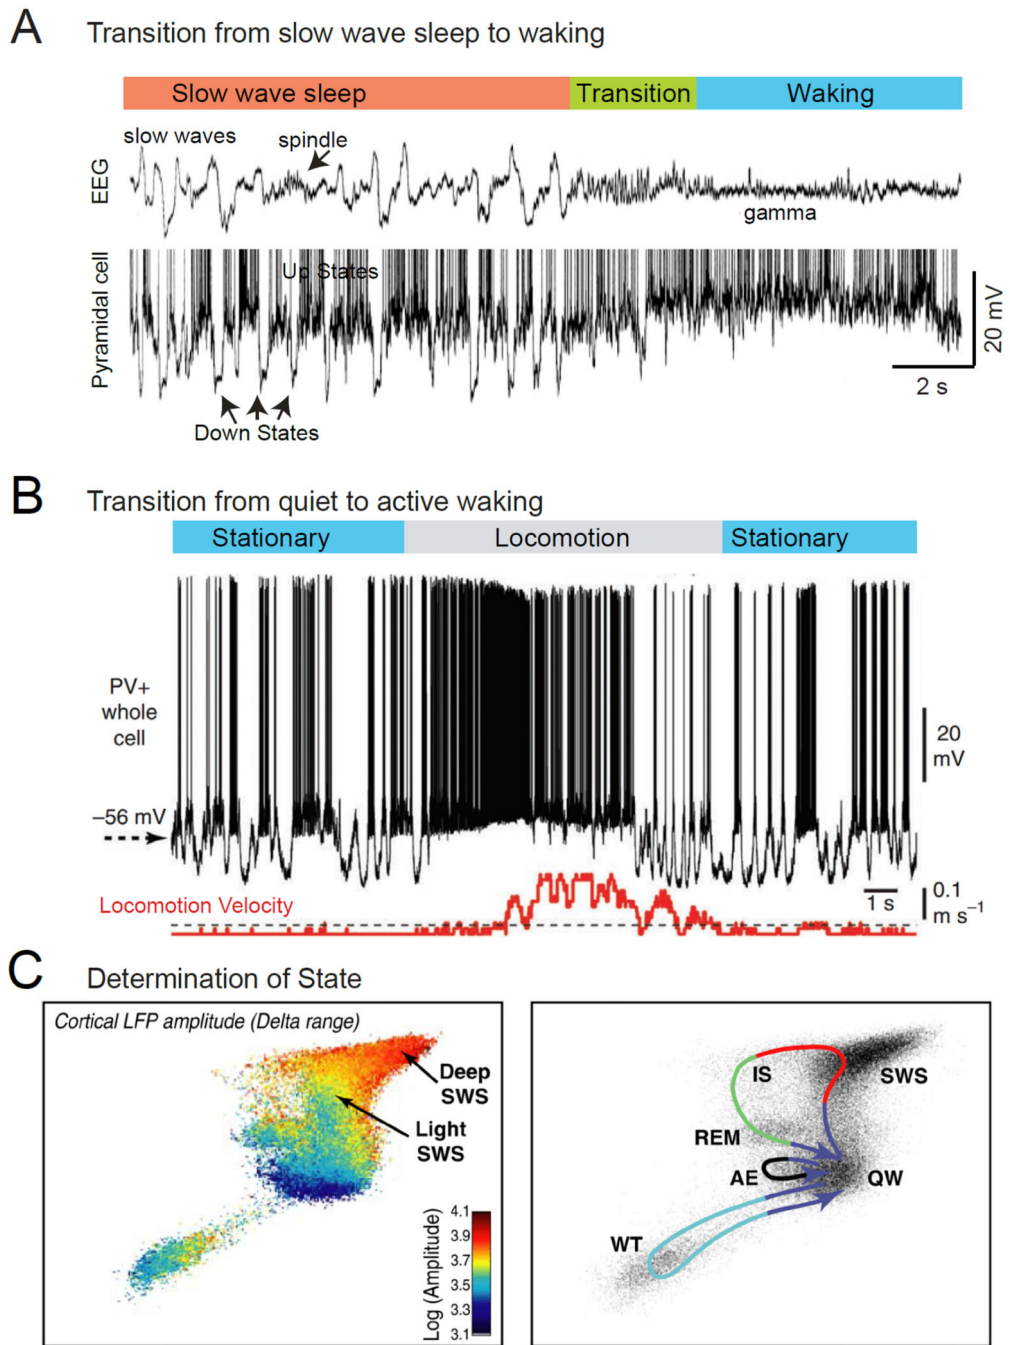 A Transition from slow wave sleep to waking
Slow wave sleep Transition Waking
slow waves
spindle
EEG
gamma
Pyramidal cell
Up States
20 mV
2 s
Down States
B Transition from quiet to active waking
Stationary Locomotion Stationary
PV+
whole
cell
20
mV
–56 mV
1 s
0.1
m s⁻¹
Locomotion Velocity
C Determination of State
Cortical LFP amplitude (Delta range)
Deep
SWS
Light
SWS
Log (Amplitude)
4.1
3.9
3.7
3.5
3.3
3.1
IS
SWS
REM
AE
QW
WT